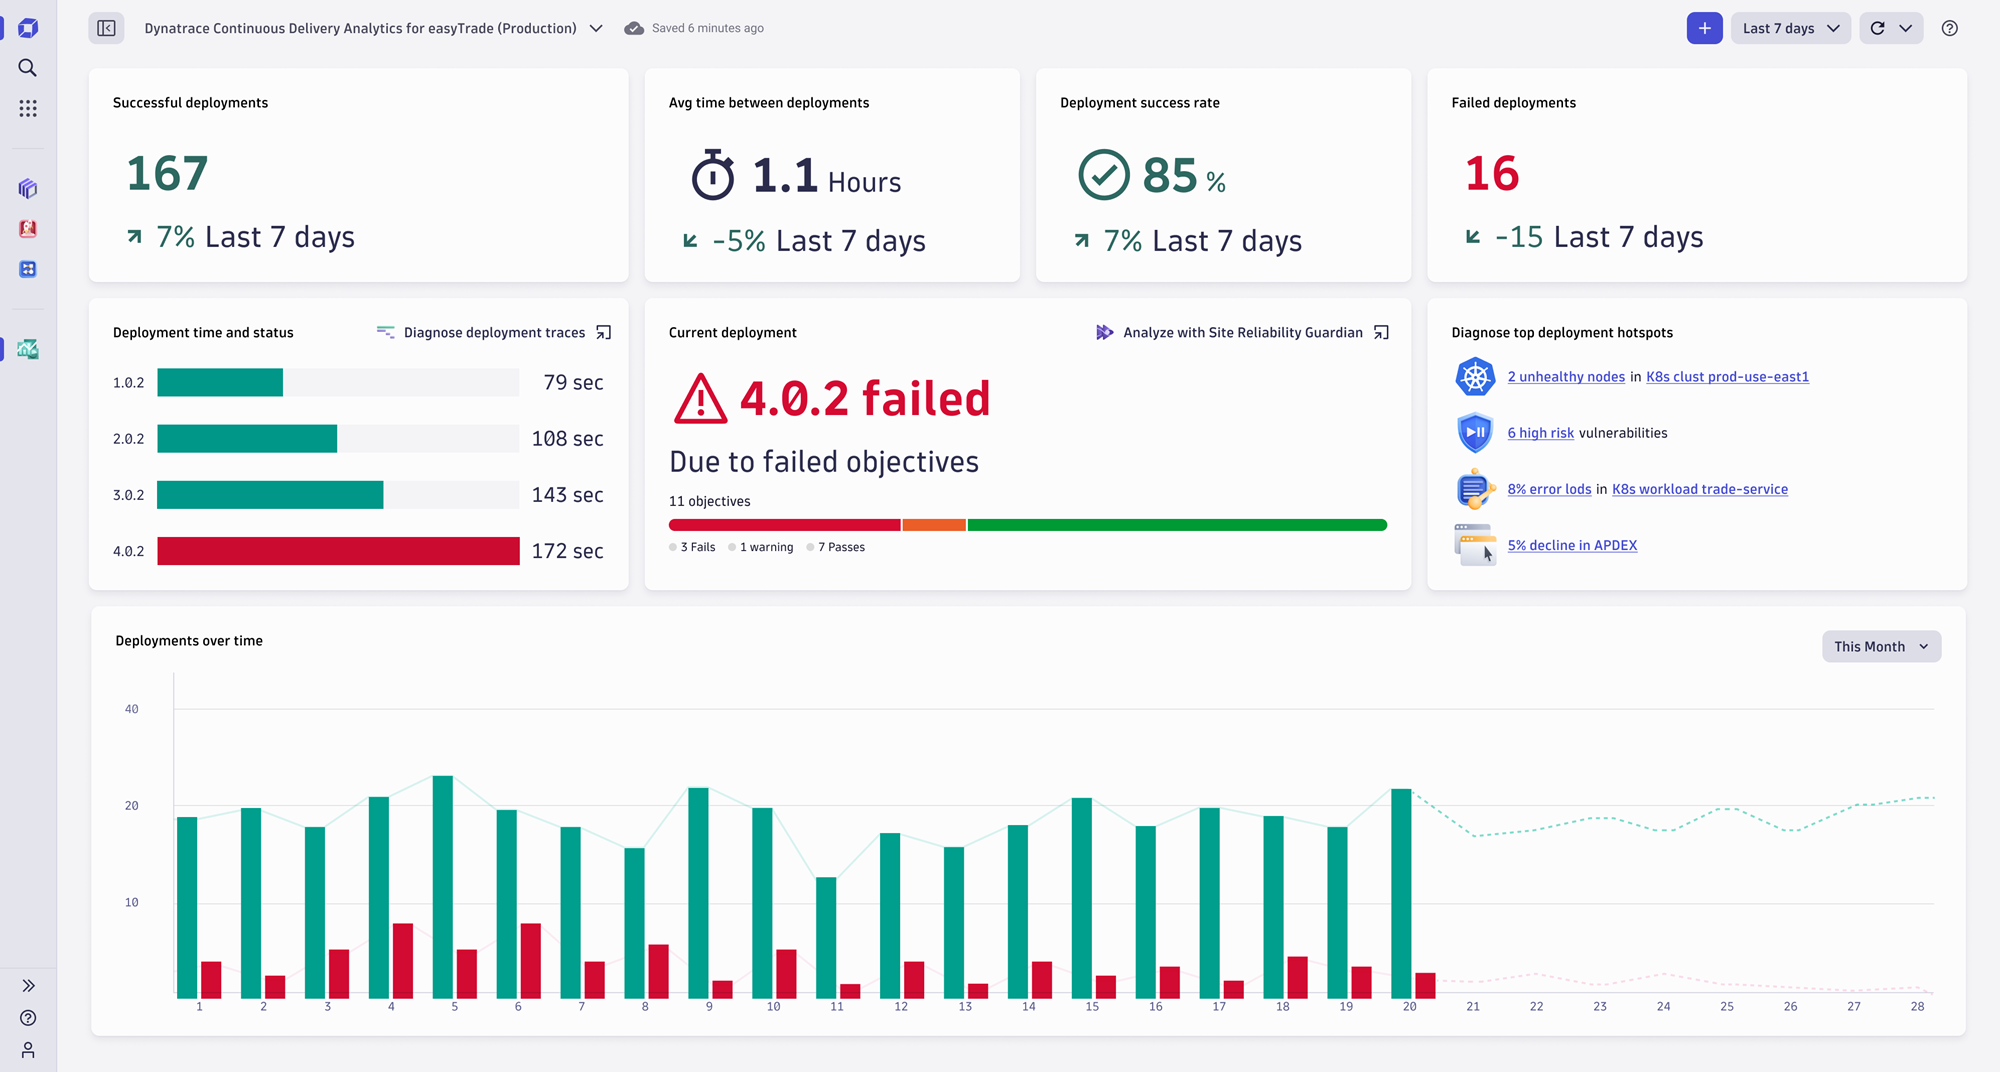 Dynatrace Continuous Delivery Analytics for easyTrade (Production)
Saved 6 minutes ago
Last 7 days
Successful deployments
167
7% Last 7 days
Avg time between deployments
1.1 Hours
-5% Last 7 days
Deployment success rate
85 %
7% Last 7 days
Failed deployments
16
-15 Last 7 days
Deployment time and status
Diagnose deployment traces
1.0.2 79 sec
2.0.2 108 sec
3.0.2 143 sec
4.0.2 172 sec
Current deployment
Analyze with Site Reliability Guardian
4.0.2 failed
Due to failed objectives
11 objectives
3 Fails 1 warning 7 Passes
Diagnose top deployment hotspots
2 unhealthy nodes in K8s clust prod-use-east1
6 high risk vulnerabilities
8% error lods in K8s workload trade-service
5% decline in APDEX
Deployments over time
This Month
40
20
10
1 2 3 4 5 6 7 8 9 10 11 12 13 14 15 16 17 18 19 20 21 22 23 24 25 26 27 28